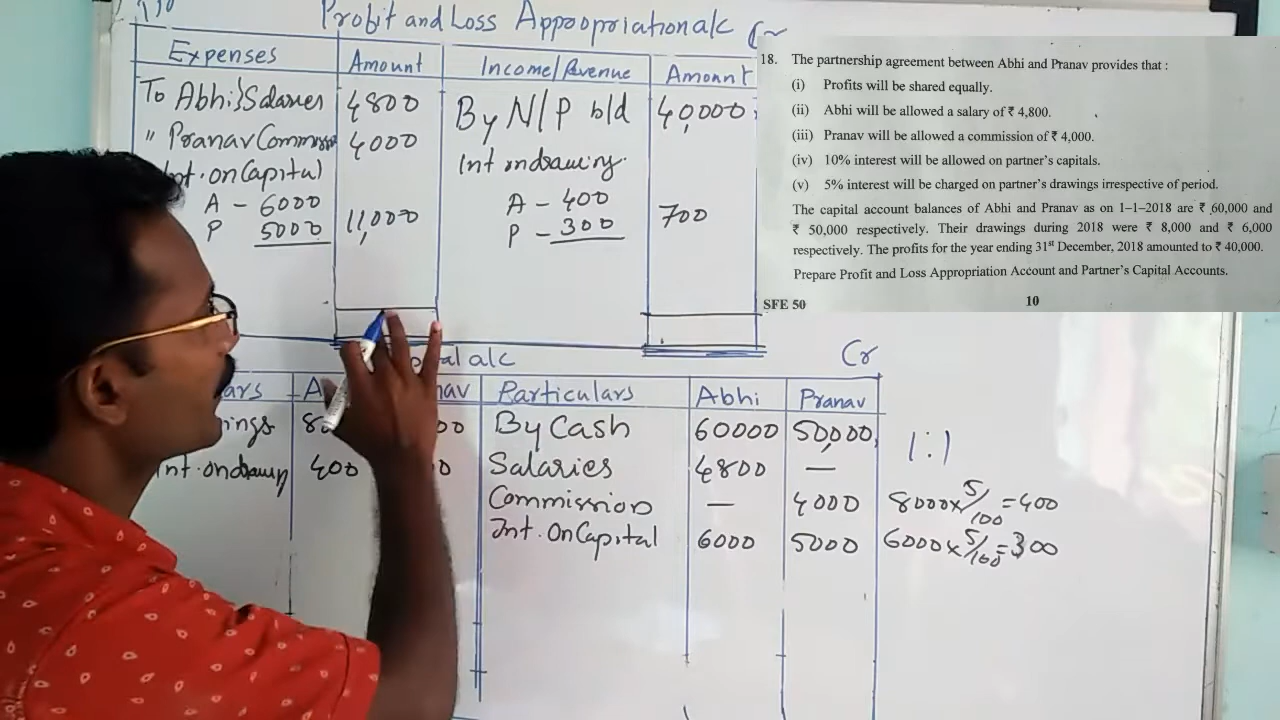 Profit and Loss Appropriation a/c Cr
Expenses Amount Income/Revenue Amount
To Abhi } Salaries 4800 By N/P b/d 40,000
" Pranav Commission 4000 Int on drawing.
Int. on Capital
A - 6000 A - 400
P 5000 11,000 P - 300 700
18. The partnership agreement between Abhi and Pranav provides that :
(i) Profits will be shared equally.
(ii) Abhi will be allowed a salary of ₹ 4,800.
(iii) Pranav will be allowed a commission of ₹ 4,000.
(iv) 10% interest will be allowed on partner's capitals.
(v) 5% interest will be charged on partner's drawings irrespective of period.
The capital account balances of Abhi and Pranav as on 1–1–2018 are ₹ 60,000 and
₹ 50,000 respectively. Their drawings during 2018 were ₹ 8,000 and ₹ 6,000
respectively. The profits for the year ending 31st December, 2018 amounted to ₹ 40,000.
Prepare Profit and Loss Appropriation Account and Partner's Capital Accounts.
SFE 50 10
a/c Cr
Particulars Abhi Pranav
By Cash 60000 50,000 1:1
Int. on drawing 400 Salaries 4800 —
Commission — 4000 8000 x 5/100 = 400
Int. On Capital 6000 5000 6000 x 5/100 = 300